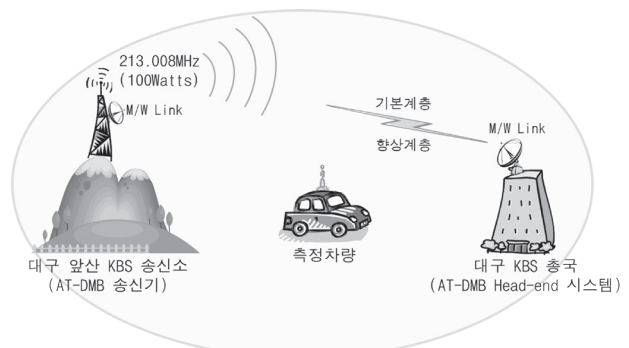 213.008MHz
(100Watts)
M/W Link
기본계층
향상계층
M/W Link
측정차량
대구 앞산 KBS 송신소
(AT-DMB 송신기)
대구 KBS 총국
(AT-DMB Head-end 시스템)